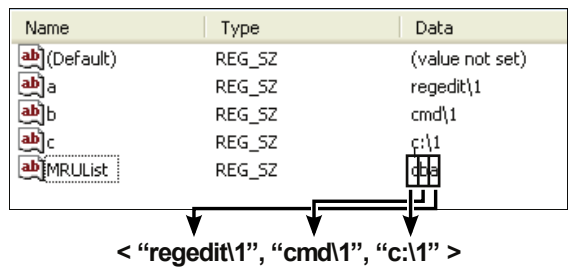 Name Type Data
(Default) REG_SZ (value not set)
a REG_SZ regedit\1
b REG_SZ cmd\1
c REG_SZ c:\1
MRUList REG_SZ cba
< “regedit\1”, “cmd\1”, “c:\1” >